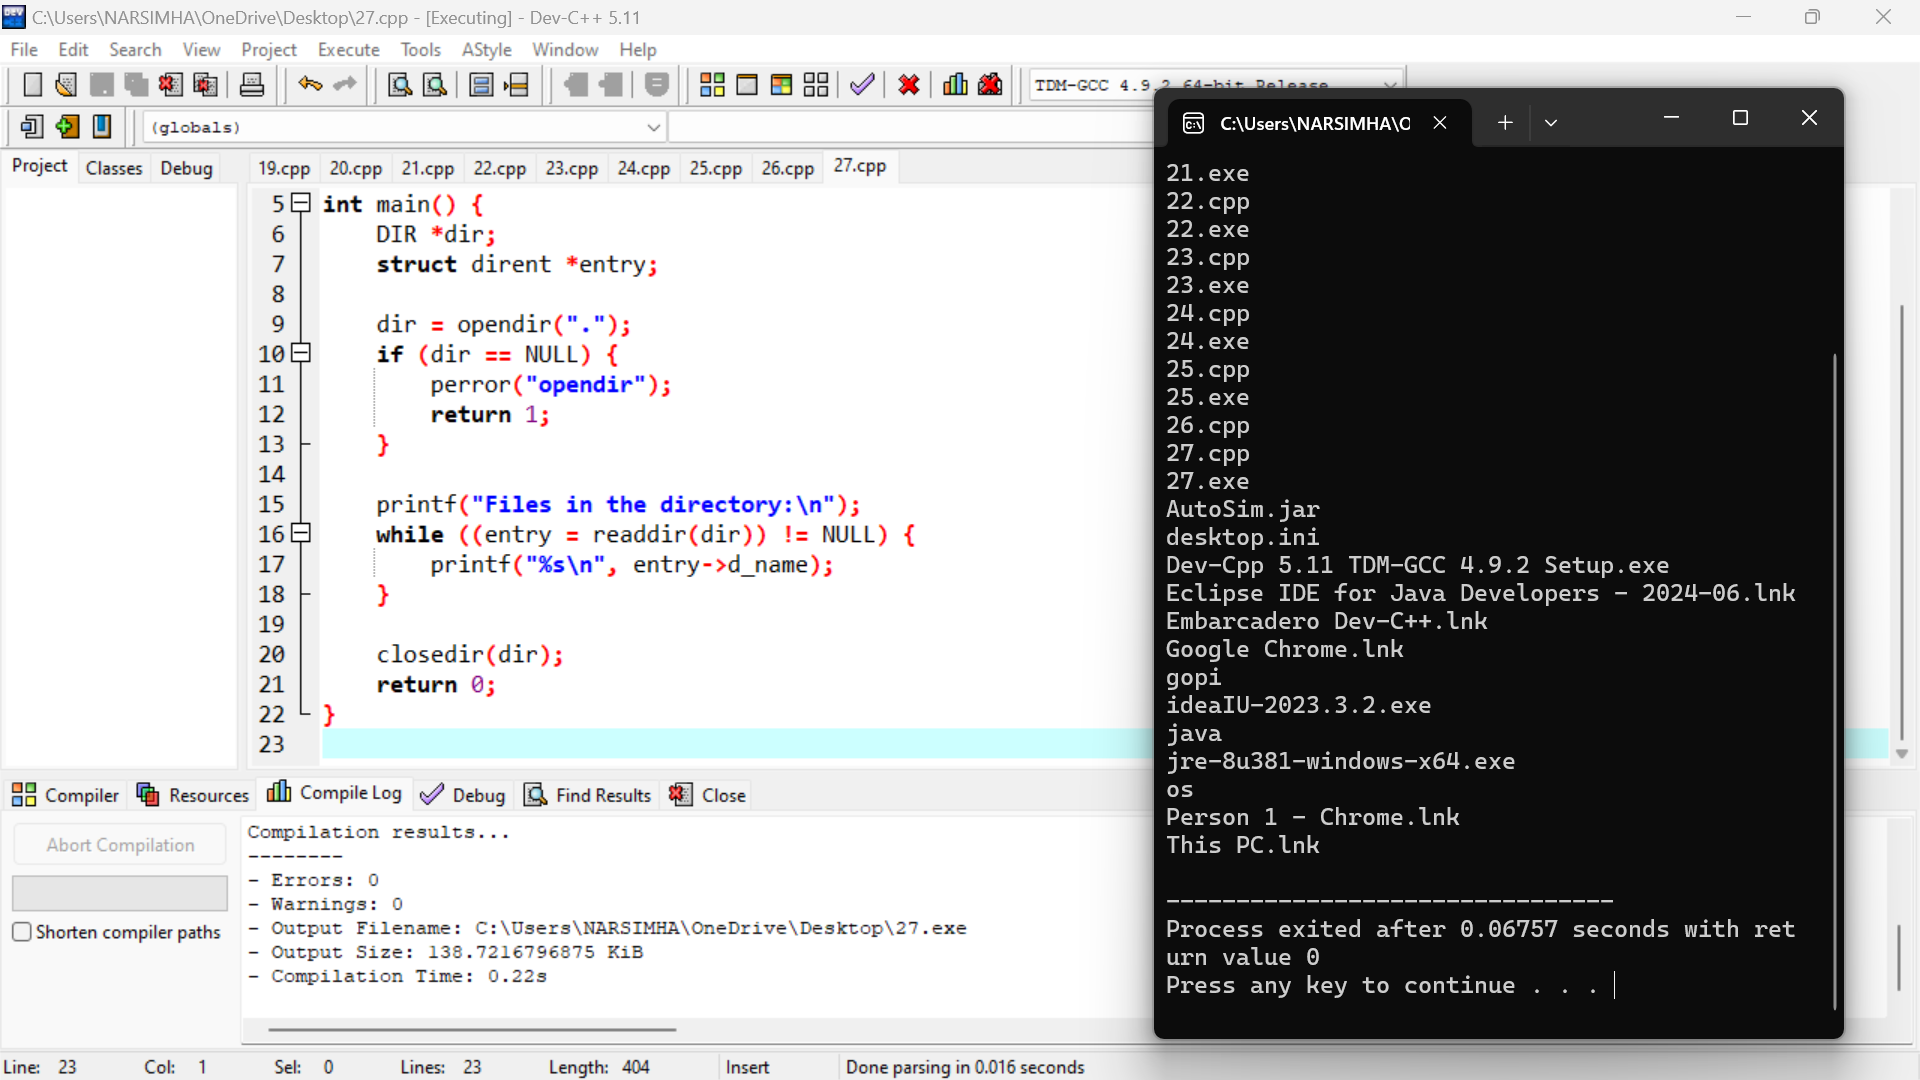 C:\Users\NARSIMHA\OneDrive\Desktop\27.cpp - [Executing] - Dev-C++ 5.11
File Edit Search View Project Execute Tools AStyle Window Help
TDM-GCC 4.9.2 64-bit Release
(globals)
Project Classes Debug
19.cpp 20.cpp 21.cpp 22.cpp 23.cpp 24.cpp 25.cpp 26.cpp 27.cpp
5 int main() {
6 DIR *dir;
7 struct dirent *entry;
8
9 dir = opendir(".");
10 if (dir == NULL) {
11 perror("opendir");
12 return 1;
13 }
14
15 printf("Files in the directory:\n");
16 while ((entry = readdir(dir)) != NULL) {
17 printf("%s\n", entry->d_name);
18 }
19
20 closedir(dir);
21 return 0;
22 }
23
C:\Users\NARSIMHA\O
21.exe
22.cpp
22.exe
23.cpp
23.exe
24.cpp
24.exe
25.cpp
25.exe
26.cpp
27.cpp
27.exe
AutoSim.jar
desktop.ini
Dev-Cpp 5.11 TDM-GCC 4.9.2 Setup.exe
Eclipse IDE for Java Developers - 2024-06.lnk
Embarcadero Dev-C++.lnk
Google Chrome.lnk
gopi
ideaIU-2023.3.2.exe
java
jre-8u381-windows-x64.exe
os
Person 1 - Chrome.lnk
This PC.lnk
--------------------------------
Process exited after 0.06757 seconds with ret
urn value 0
Press any key to continue . . .
Compiler Resources Compile Log Debug Find Results Close
Abort Compilation
Shorten compiler paths
Compilation results...
--------
- Errors: 0
- Warnings: 0
- Output Filename: C:\Users\NARSIMHA\OneDrive\Desktop\27.exe
- Output Size: 138.7216796875 KiB
- Compilation Time: 0.22s
Line: 23 Col: 1 Sel: 0 Lines: 23 Length: 404 Insert Done parsing in 0.016 seconds